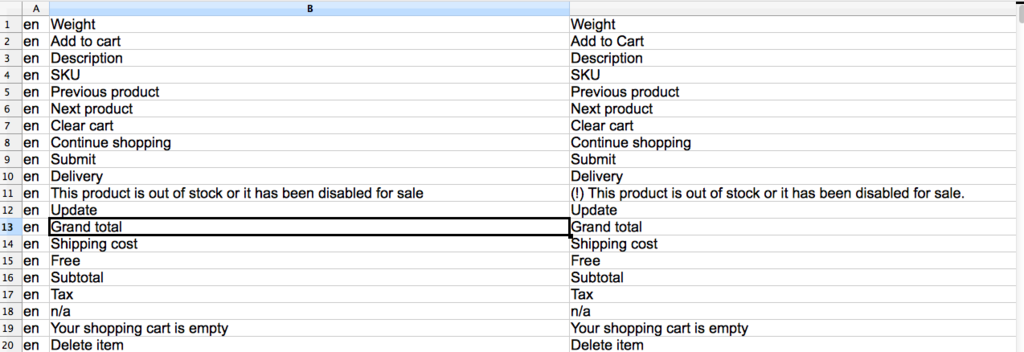 A B
1 en Weight Weight
2 en Add to cart Add to Cart
3 en Description Description
4 en SKU SKU
5 en Previous product Previous product
6 en Next product Next product
7 en Clear cart Clear cart
8 en Continue shopping Continue shopping
9 en Submit Submit
10 en Delivery Delivery
11 en This product is out of stock or it has been disabled for sale (!) This product is out of stock or it has been disabled for sale.
12 en Update Update
13 en Grand total Grand total
14 en Shipping cost Shipping cost
15 en Free Free
16 en Subtotal Subtotal
17 en Tax Tax
18 en n/a n/a
19 en Your shopping cart is empty Your shopping cart is empty
20 en Delete item Delete item